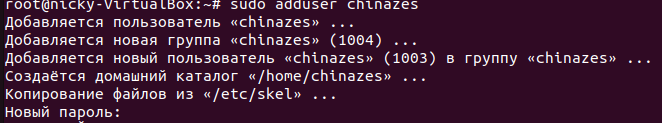 root@nicky-VirtualBox:~# sudo adduser chinazes
Добавляется пользователь «chinazes» ...
Добавляется новая группа «chinazes» (1004) ...
Добавляется новый пользователь «chinazes» (1003) в группу «chinazes» ...
Создаётся домашний каталог «/home/chinazes» ...
Копирование файлов из «/etc/skel» ...
Новый пароль: